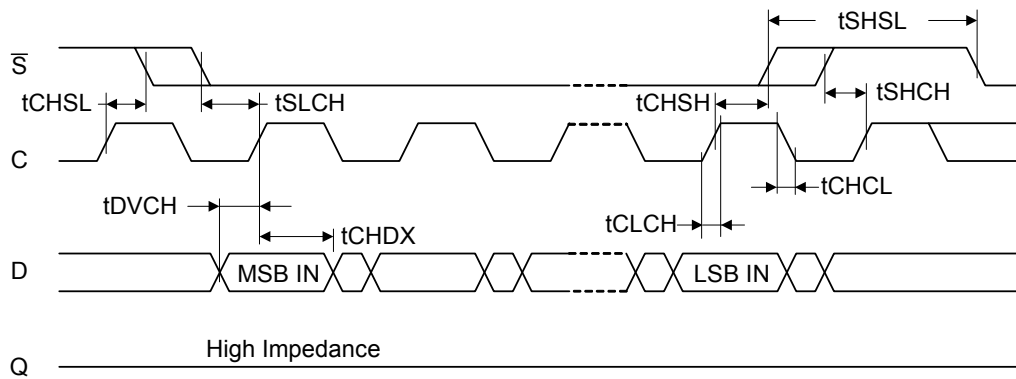 tSHSL
S̅
tCHSL
tSLCH
tCHSH
tSHCH
C
tDVCH
tCHDX
tCLCH
tCHCL
D
MSB IN
LSB IN
High Impedance
Q